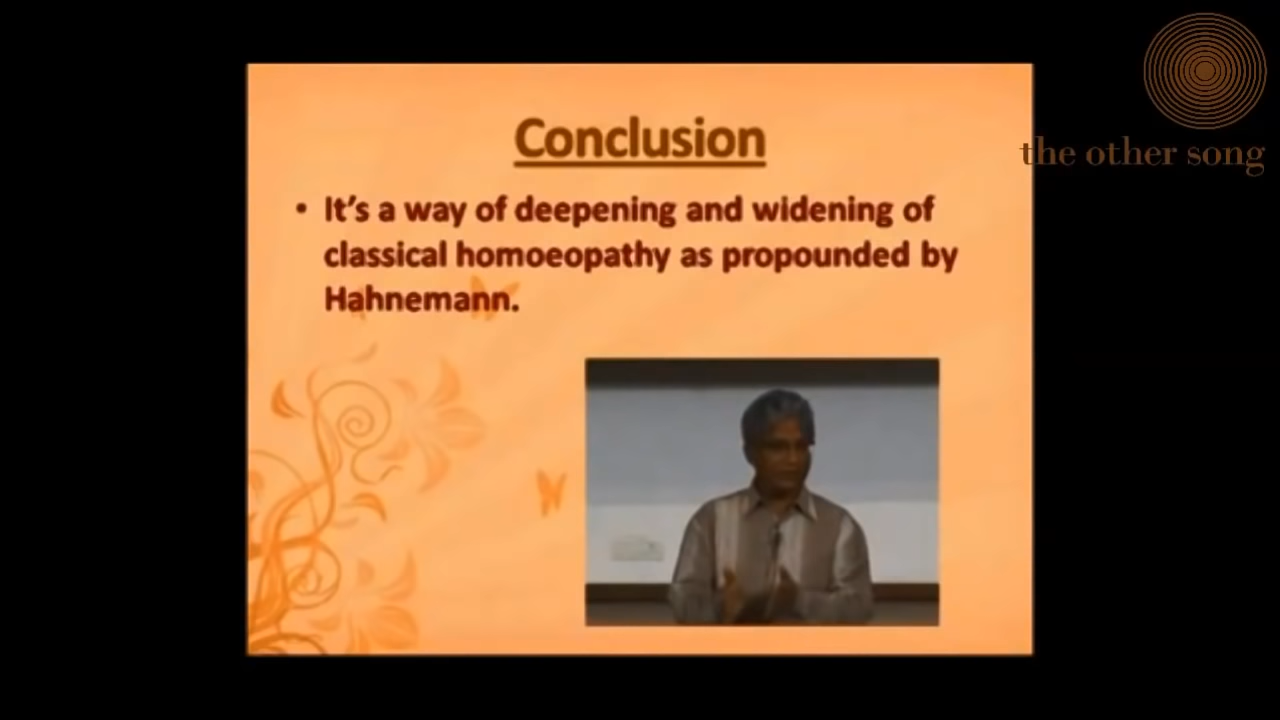 Conclusion
• It's a way of deepening and widening of
classical homoeopathy as propounded by
Hahnemann.
the other song